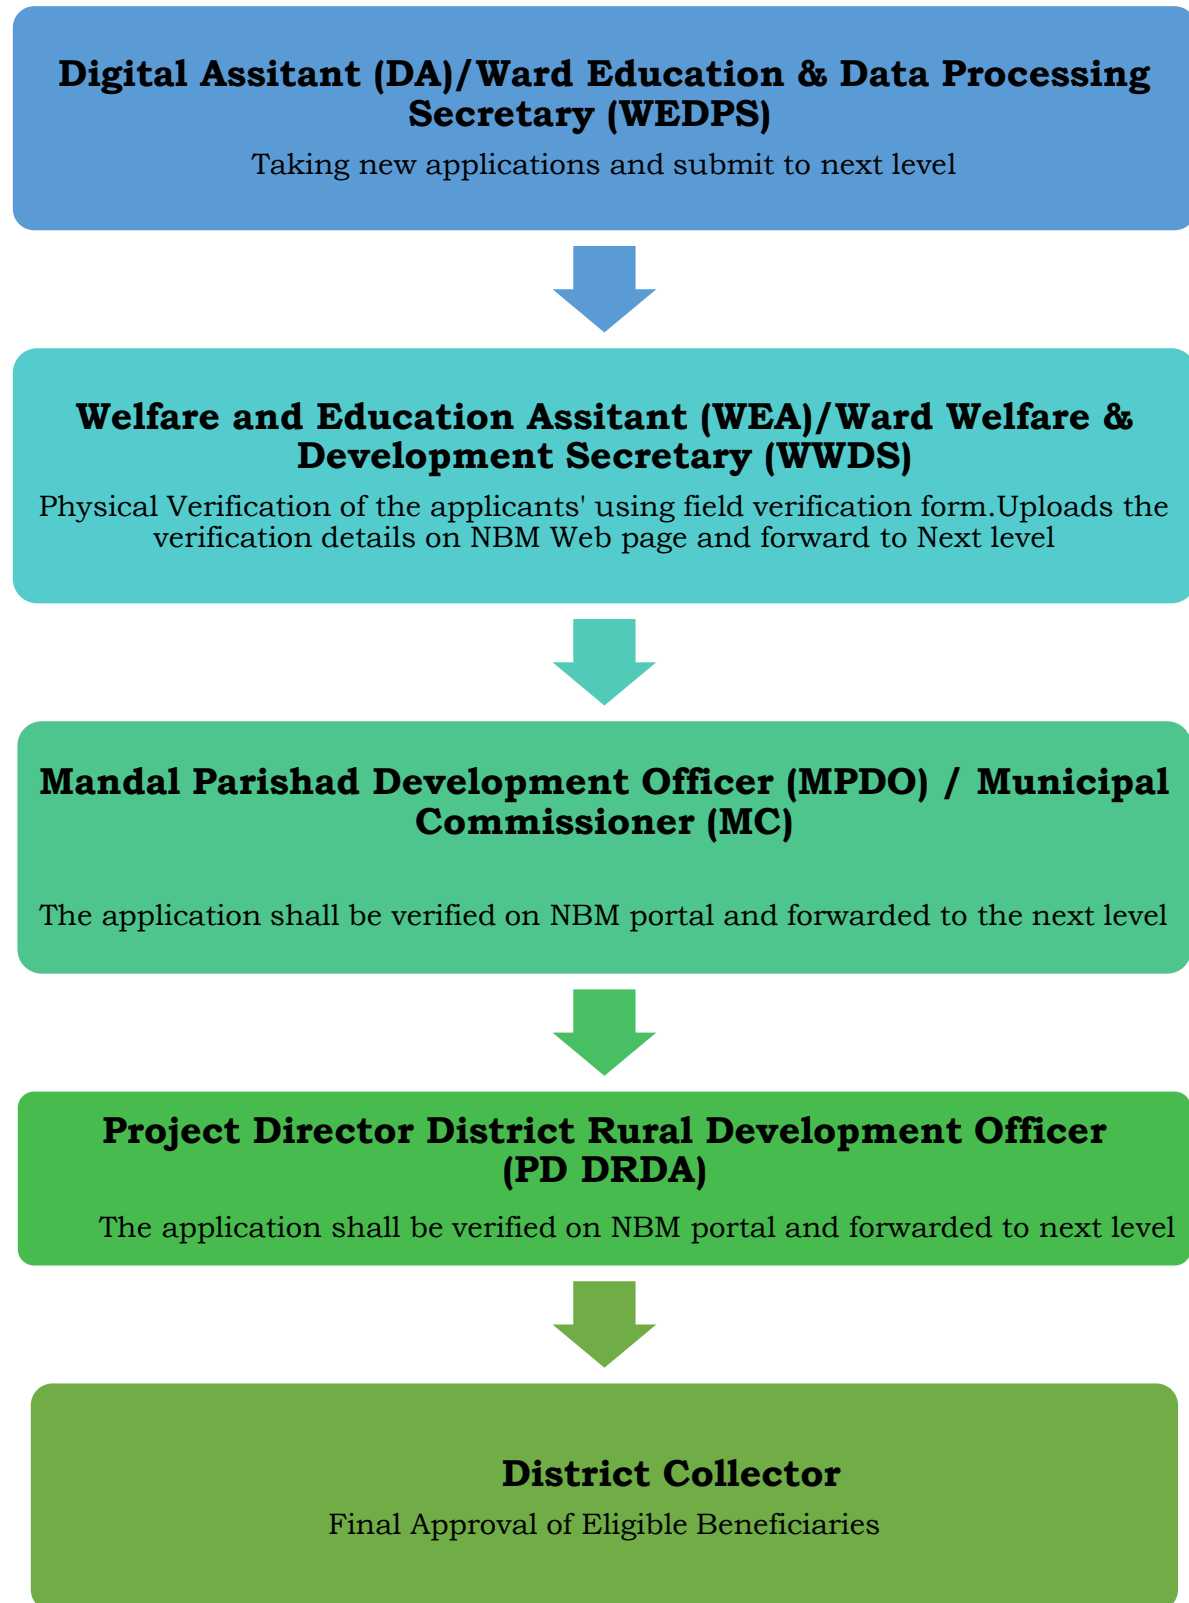 Digital Assitant (DA)/Ward Education & Data Processing
Secretary (WEDPS)
Taking new applications and submit to next level
Welfare and Education Assitant (WEA)/Ward Welfare &
Development Secretary (WWDS)
Physical Verification of the applicants' using field verification form.Uploads the
verification details on NBM Web page and forward to Next level
Mandal Parishad Development Officer (MPDO) / Municipal
Commissioner (MC)
The application shall be verified on NBM portal and forwarded to the next level
Project Director District Rural Development Officer
(PD DRDA)
The application shall be verified on NBM portal and forwarded to next level
District Collector
Final Approval of Eligible Beneficiaries